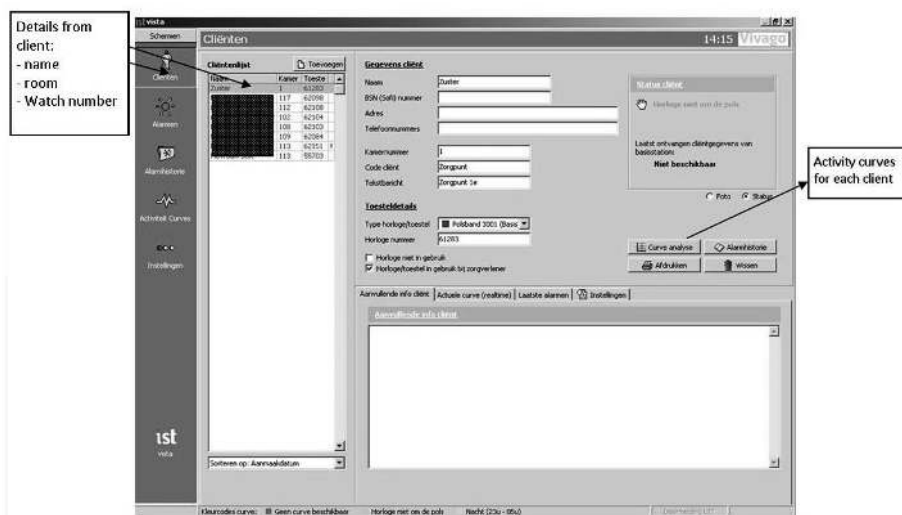 Details from
client:
- name
- room
- Watch number
Activity curves
for each client
ist vista
Schermen
Cliënten
14:15 Vivago
Cliënten
Alarmen
Alarmhistorie
Activiteit Curves
Instellingen
ist
vista
Cliëntenlijst
Toevoegen
Naam Kamer Toeste
Zuster 1 61283
117 62098
112 62108
102 62104
108 62103
109 62084
113 62151
113 55703
Sorteren op: Aanmaakdatum
Gegevens cliënt
Naam Zuster
BSN (Sofi) nummer
Adres
Telefoonnummers
Kamernummer 1
Code cliënt Zorgpunt
Tekstbericht Zorgpunt 1e
Toesteldetails
Type horloge/toestel Polsband 3001 (Basis
Horloge nummer 61283
Horloge niet in gebruik
Horloge/toestel in gebruik bij zorgverlener
Status cliënt
Horloge niet om de pols
Laatst ontvangen cliëntgegevens van
basisstation:
Niet beschikbaar
Foto Status
Curve analyse Alarmhistorie
Afdrukken Wissen
Aanvullende info cliënt Actuele curve (realtime) Laatste alarmen Instellingen
Aanvullende info cliënt
Kleurcodes curve: Geen curve beschikbaar Horloge niet om de pols Nacht (23u - 05u)